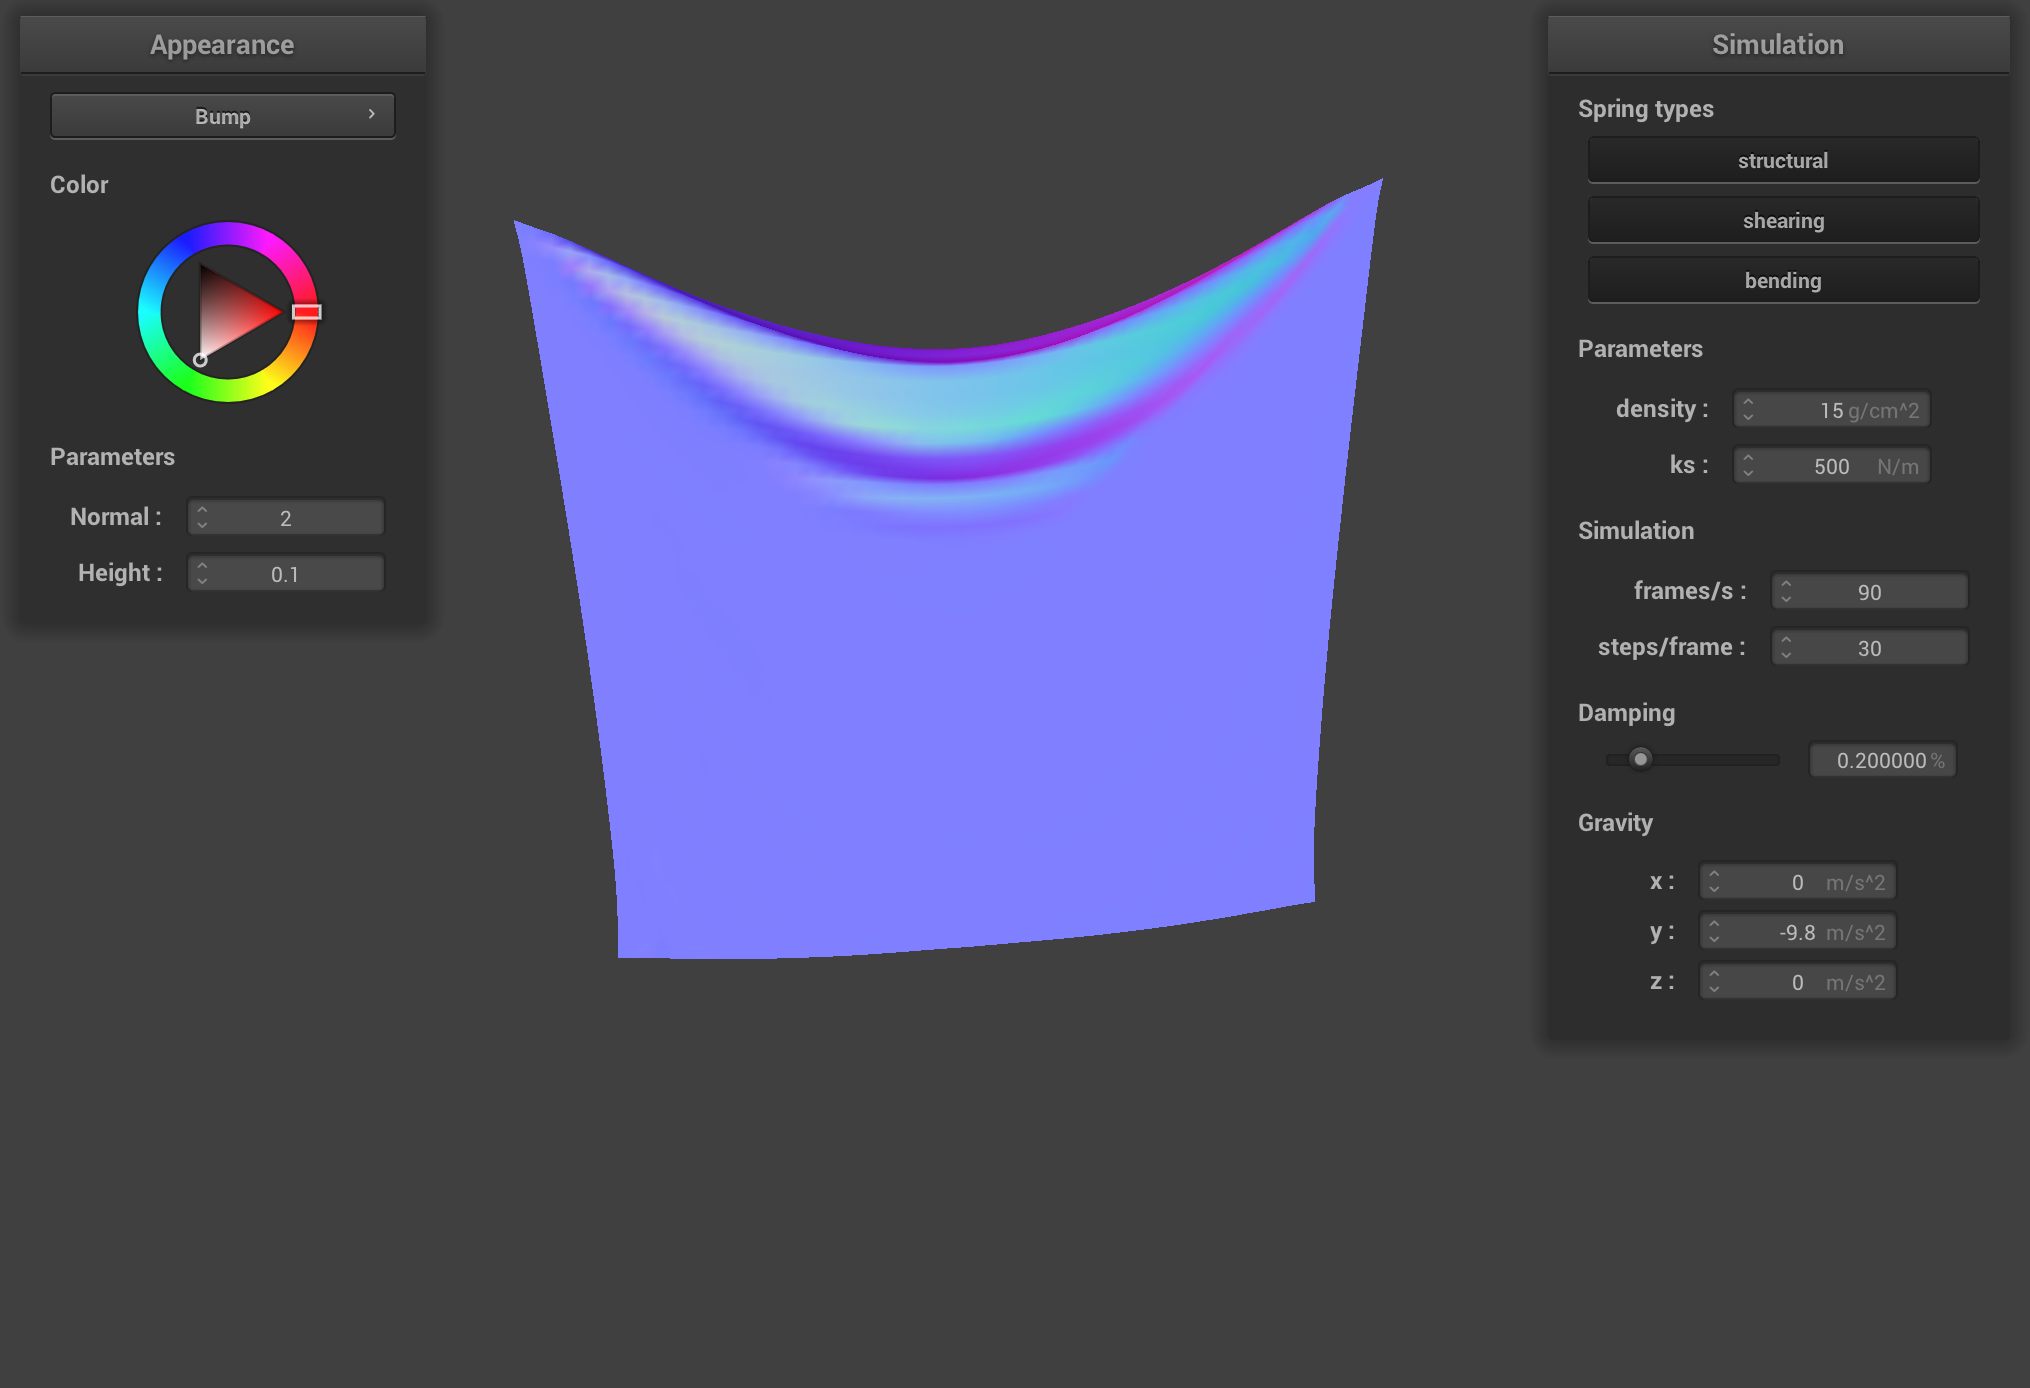 Appearance
Bump
Color
Parameters
Normal : 2
Height : 0.1
Simulation
Spring types
structural
shearing
bending
Parameters
density : 15 g/cm^2
ks : 500 N/m
Simulation
frames/s : 90
steps/frame : 30
Damping
0.200000 %
Gravity
x : 0 m/s^2
y : -9.8 m/s^2
z : 0 m/s^2